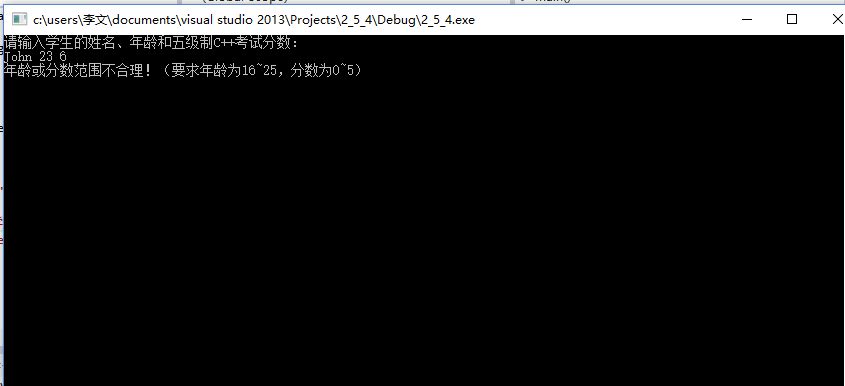 (Global Scope)
main()
c:\users\李文\documents\visual studio 2013\Projects\2_5_4\Debug\2_5_4.exe
请输入学生的姓名、年龄和五级制C++考试分数：
John 23 6
年龄或分数范围不合理！（要求年龄为16~25，分数为0~5）